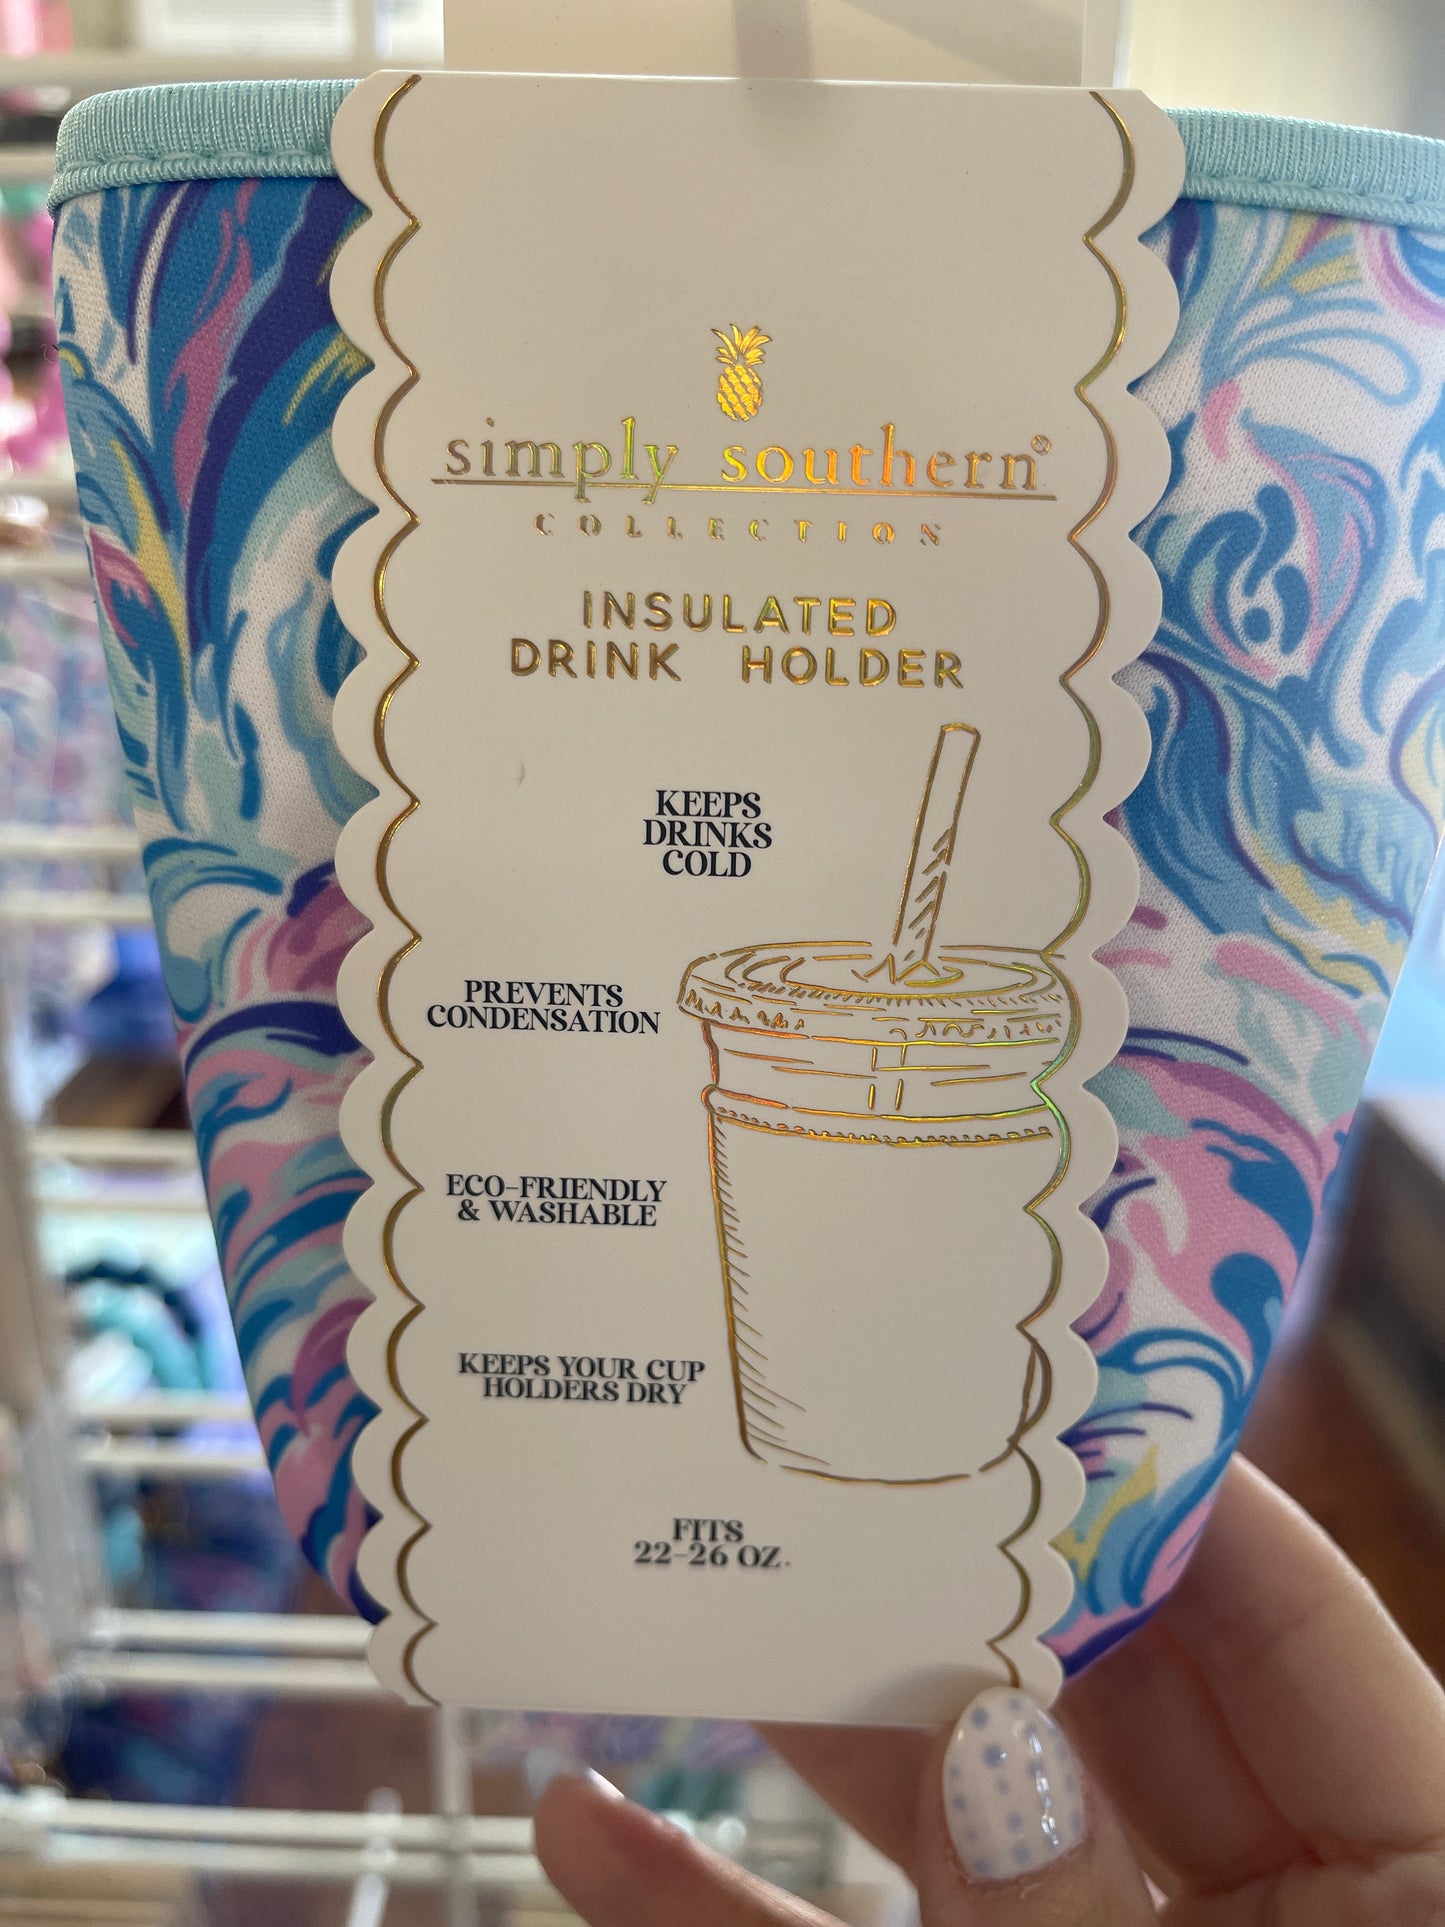 simply southern®
COLLECTION
INSULATED
DRINK HOLDER
KEEPS
DRINKS
COLD
PREVENTS
CONDENSATION
ECO-FRIENDLY
& WASHABLE
KEEPS YOUR CUP
HOLDERS DRY
FITS
22-26 OZ.